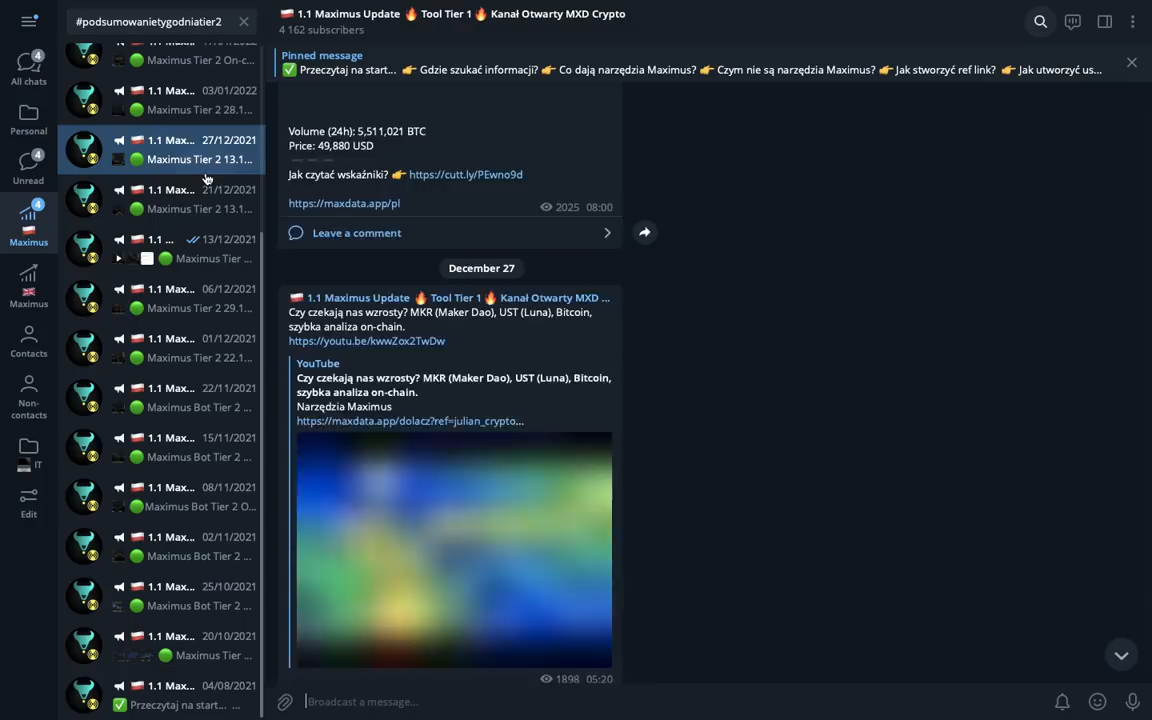 #podsumowanietygodniatier2
🇵🇱 1.1 Maximus Update 🔥 Tool Tier 1 🔥 Kanał Otwarty MXD Crypto
4 162 subscribers
Pinned message
✅ Przeczytaj na start... 👉 Gdzie szukać informacji? 👉 Co dają narzędzia Maximus? 👉 Czym nie są narzędzia Maximus? 👉 Jak stworzyć ref link? 👉 Jak utworzyć us...
4
All chats
Personal
4
Unread
4
Maximus
Maximus
Contacts
Non-
contacts
IT
Edit
Maximus Tier 2 On-c...
1.1 Max... 03/01/2022
Maximus Tier 2 28.1...
1.1 Max... 27/12/2021
Maximus Tier 2 13.1...
1.1 Max... 21/12/2021
Maximus Tier 2 13.1...
1.1 ... 13/12/2021
Maximus Tier ...
1.1 Max... 06/12/2021
Maximus Tier 2 29.1...
1.1 Max... 01/12/2021
Maximus Tier 2 22.1...
1.1 Max... 22/11/2021
Maximus Bot Tier 2 ...
1.1 Max... 15/11/2021
Maximus Bot Tier 2 ...
1.1 Max... 08/11/2021
Maximus Bot Tier 2 O...
1.1 Max... 02/11/2021
Maximus Bot Tier 2 ...
1.1 Max... 25/10/2021
Maximus Bot Tier 2 ...
1.1 Max... 20/10/2021
Maximus Tier ...
1.1 Max... 04/08/2021
✅ Przeczytaj na start... ...
Volume (24h): 5,511,021 BTC
Price: 49,880 USD
Jak czytać wskaźniki? 👉 https://cutt.ly/PEwno9d
https://maxdata.app/pl
2025 08:00
Leave a comment
December 27
🇵🇱 1.1 Maximus Update 🔥 Tool Tier 1 🔥 Kanał Otwarty MXD ...
Czy czekają nas wzrosty? MKR (Maker Dao), UST (Luna), Bitcoin,
szybka analiza on-chain.
https://youtu.be/kwwZox2TwDw
YouTube
Czy czekają nas wzrosty? MKR (Maker Dao), UST (Luna), Bitcoin,
szybka analiza on-chain.
Narzędzia Maximus
https://maxdata.app/dolacz?ref=julian_crypto...
1898 05:20
Broadcast a message...